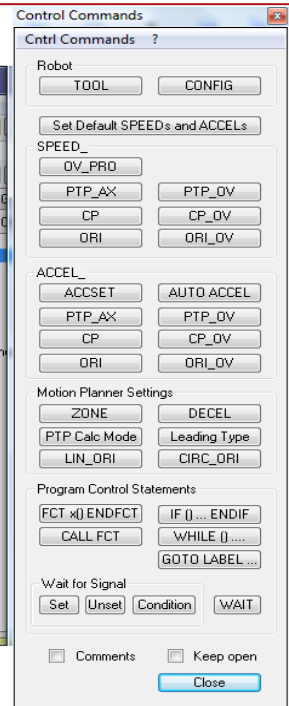 Control Commands
Cntrl Commands ?
Robot
TOOL CONFIG
Set Default SPEEDs and ACCELs
SPEED_
OV_PRO
PTP_AX PTP_OV
CP CP_OV
ORI ORI_OV
ACCEL_
ACCSET AUTO ACCEL
PTP_AX PTP_OV
CP CP_OV
ORI ORI_OV
Motion Planner Settings
ZONE DECEL
PTP Calc Mode Leading Type
LIN_ORI CIRC_ORI
Program Control Statements
FCT x() ENDFCT IF () ... ENDIF
CALL FCT WHILE () ....
GOTO LABEL ...
Wait for Signal
Set Unset Condition WAIT
Comments Keep open
Close